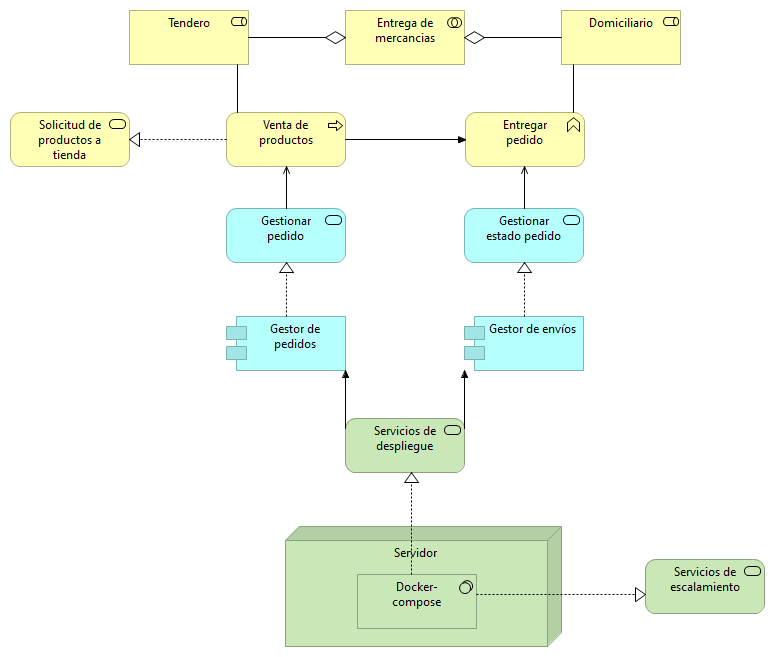 Tendero
Entrega de
mercancias
Domiciliario
Solicitud de
productos a
tienda
Venta de
productos
Entregar
pedido
Gestionar
pedido
Gestionar
estado pedido
Gestor de
pedidos
Gestor de envíos
Servicios de
despliegue
Servidor
Docker-
compose
Servicios de
escalamiento